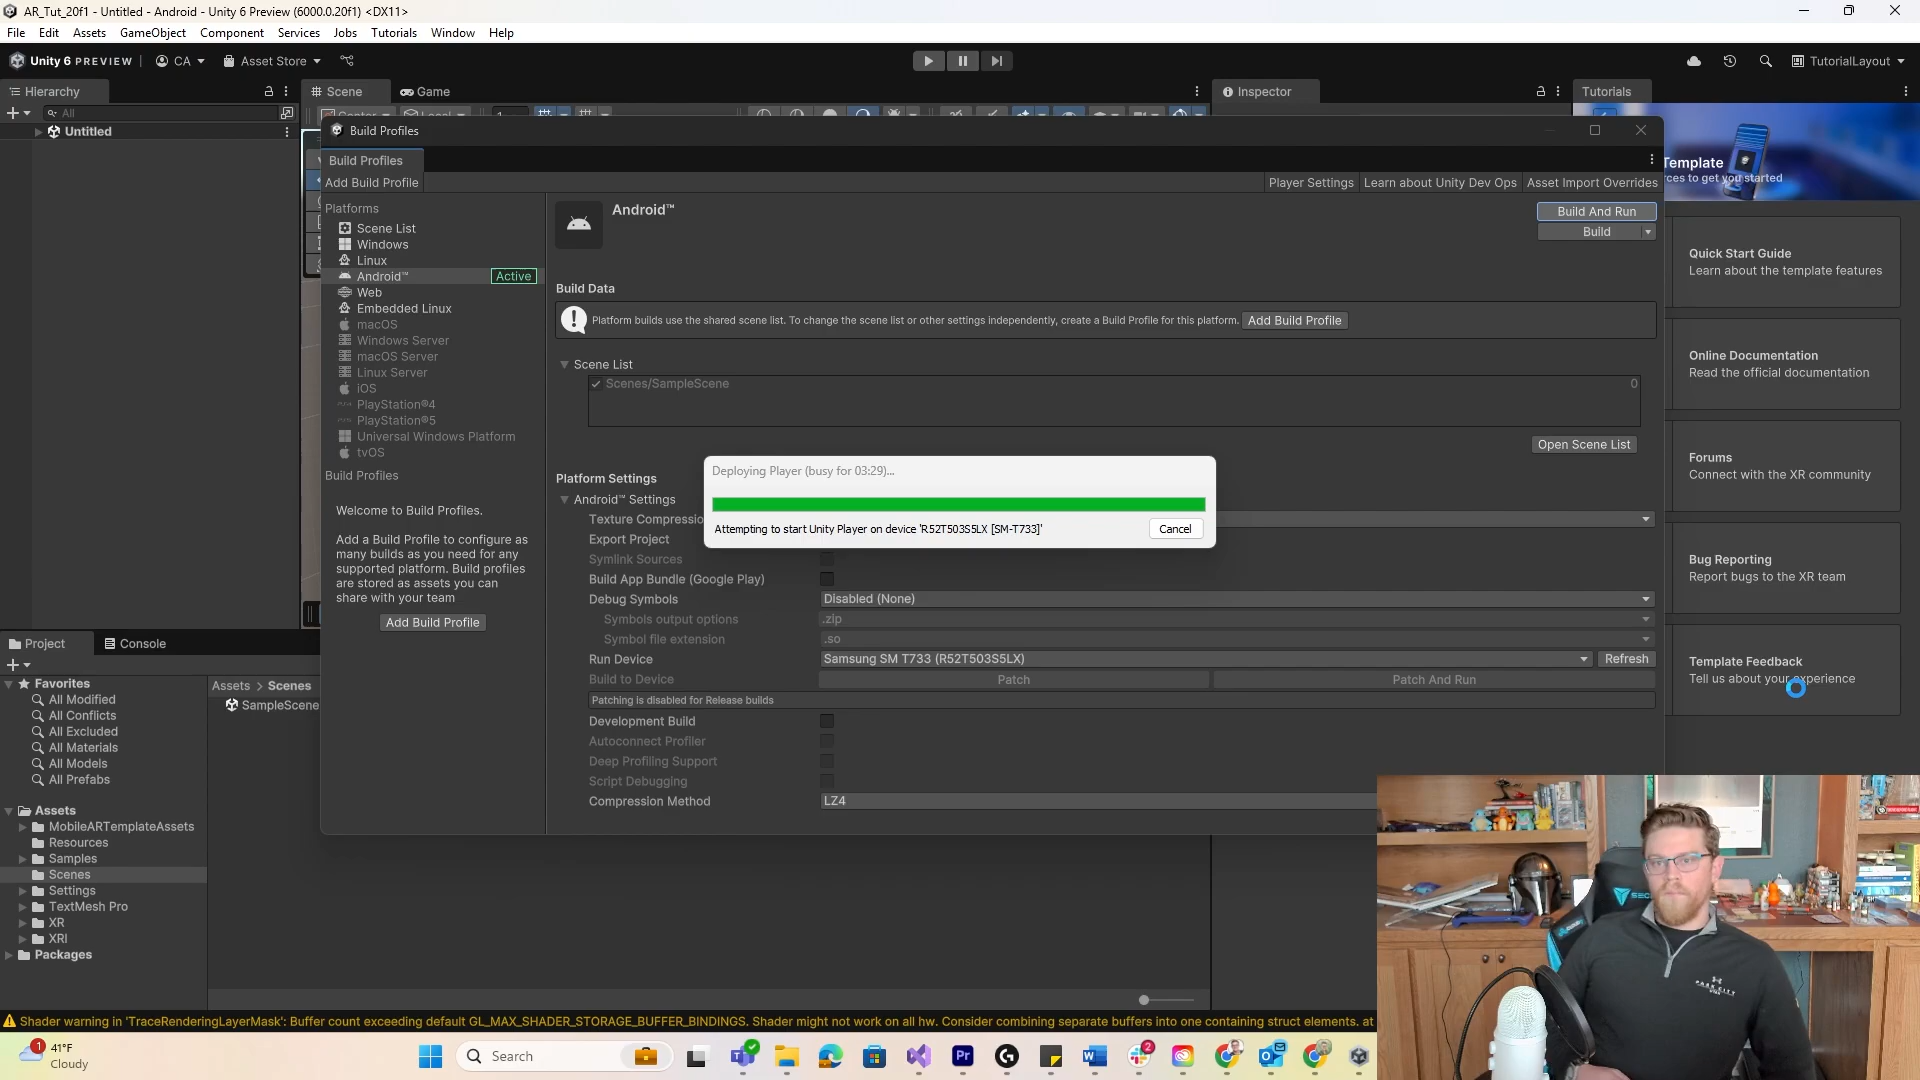 AR_Tut_20f1 - Untitled - Android - Unity 6 Preview (6000.0.20f1) <DX11>
File Edit Assets GameObject Component Services Jobs Tutorials Window Help
Unity 6 PREVIEW CA Asset Store TutorialLayout
Hierarchy Scene Game Inspector Tutorials
All
Untitled
Build Profiles
Build Profiles
Add Build Profile Player Settings Learn about Unity Dev Ops Asset Import Overrides
Template
ces to get you started
Platforms
Scene List
Windows
Linux
Android™ Active
Web
Embedded Linux
macOS
Windows Server
macOS Server
Linux Server
iOS
PlayStation®4
PlayStation®5
Universal Windows Platform
tvOS
Build Profiles
Welcome to Build Profiles.
Add a Build Profile to configure as
many builds as you need for any
supported platform. Build profiles
are stored as assets you can
share with your team
Add Build Profile
Android™
Build And Run
Build
Build Data
Platform builds use the shared scene list. To change the scene list or other settings independently, create a Build Profile for this platform. Add Build Profile
Scene List
Scenes/SampleScene 0
Open Scene List
Platform Settings
Android™ Settings
Texture Compressio
Export Project
Symlink Sources
Build App Bundle (Google Play)
Debug Symbols Disabled (None)
Symbols output options .zip
Symbol file extension .so
Run Device Samsung SM T733 (R52T503S5LX) Refresh
Build to Device Patch Patch And Run
Patching is disabled for Release builds
Development Build
Autoconnect Profiler
Deep Profiling Support
Script Debugging
Compression Method LZ4
Deploying Player (busy for 03:29)...
Attempting to start Unity Player on device 'R52T503S5LX [SM-T733]'
Cancel
Quick Start Guide
Learn about the template features
Online Documentation
Read the official documentation
Forums
Connect with the XR community
Bug Reporting
Report bugs to the XR team
Template Feedback
Tell us about your experience
Project Console
Favorites
All Modified
All Conflicts
All Excluded
All Materials
All Models
All Prefabs
Assets
MobileARTemplateAssets
Resources
Samples
Scenes
Settings
TextMesh Pro
XR
XRI
Packages
Assets > Scenes
SampleScene
Shader warning in 'TraceRenderingLayerMask': Buffer count exceeding default GL_MAX_SHADER_STORAGE_BUFFER_BINDINGS. Shader might not work on all hw. Consider combining separate buffers into one containing struct elements. at
1
41°F
Cloudy
Search
Pr
2